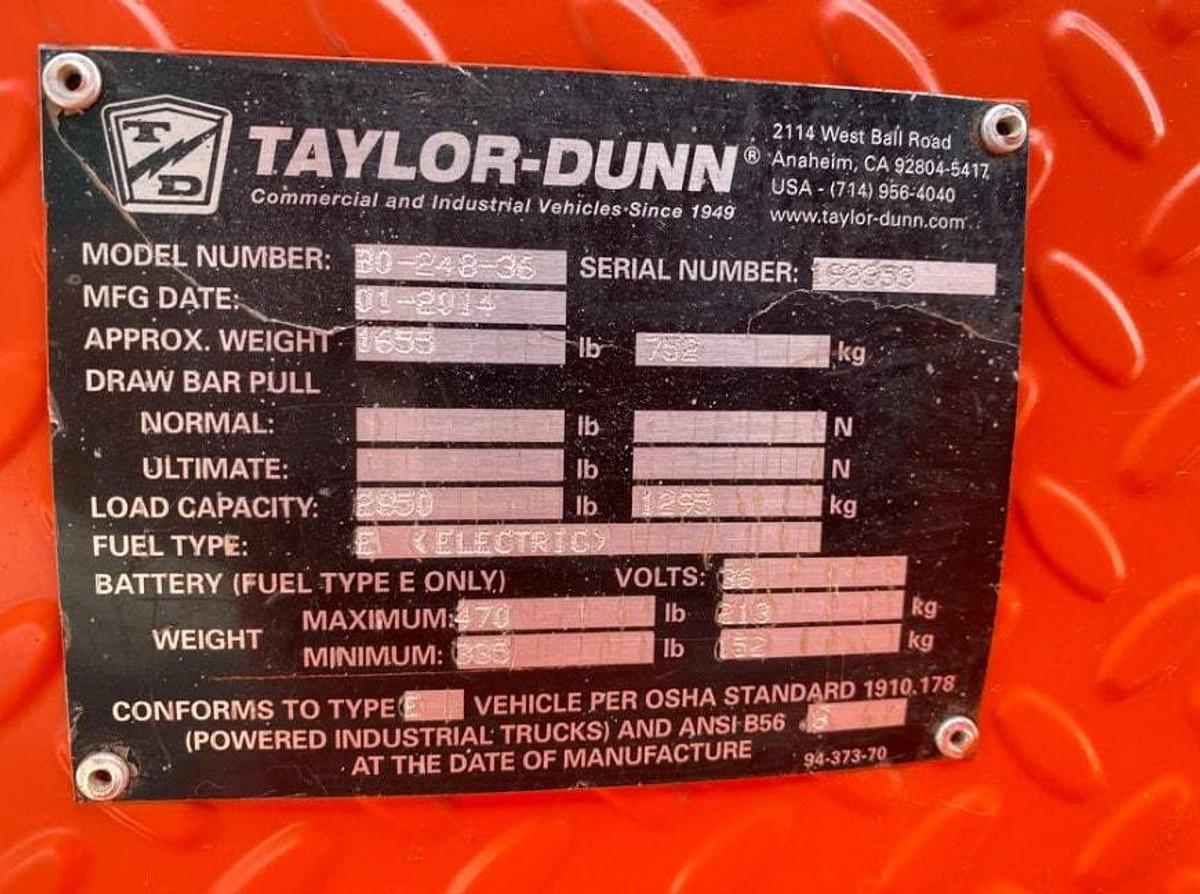 TD
TAYLOR-DUNN®
Commercial and Industrial Vehicles·Since 1949
2114 West Ball Road
Anaheim, CA 92804-5417
USA - (714) 956-4040
www.taylor-dunn.com
MODEL NUMBER: B0-248-36 SERIAL NUMBER: 193353
MFG DATE: 01-2014
APPROX. WEIGHT 1655 lb 752 kg
DRAW BAR PULL
NORMAL: lb N
ULTIMATE: lb N
LOAD CAPACITY: 2850 lb 1295 kg
FUEL TYPE: E (ELECTRIC)
BATTERY (FUEL TYPE E ONLY) VOLTS: 36
WEIGHT
MAXIMUM: 470 lb 213 kg
MINIMUM: 335 lb 152 kg
CONFORMS TO TYPE E VEHICLE PER OSHA STANDARD 1910.178
(POWERED INDUSTRIAL TRUCKS) AND ANSI B56
AT THE DATE OF MANUFACTURE
94-373-70